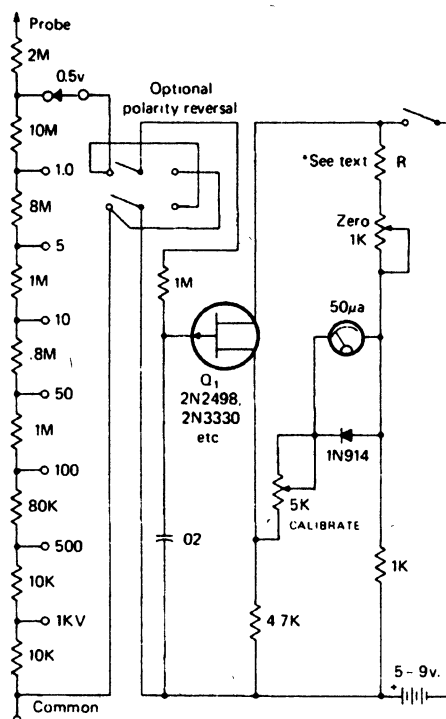 Probe
2M
0.5v
Optional
polarity reversal
10M
1.0
8M
5
1M
10
.8M
50
1M
100
80K
500
10K
1KV
10K
Common
1M
Q1
2N2498,
2N3330
etc
02
*See text
R
Zero
1K
50µa
1N914
5K
CALIBRATE
4 7K
1K
+
5-9v.